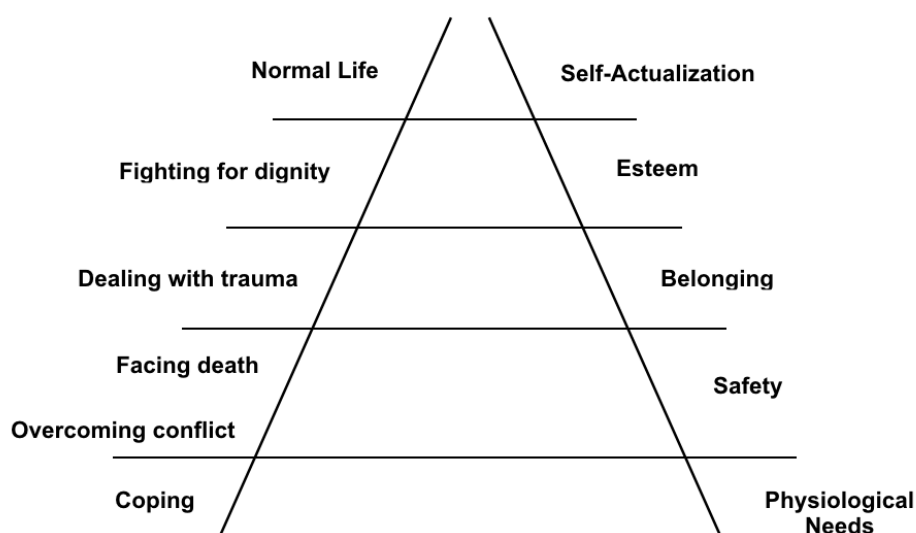 Normal Life
Self-Actualization
Fighting for dignity
Esteem
Dealing with trauma
Belonging
Facing death
Safety
Overcoming conflict
Coping
Physiological
Needs